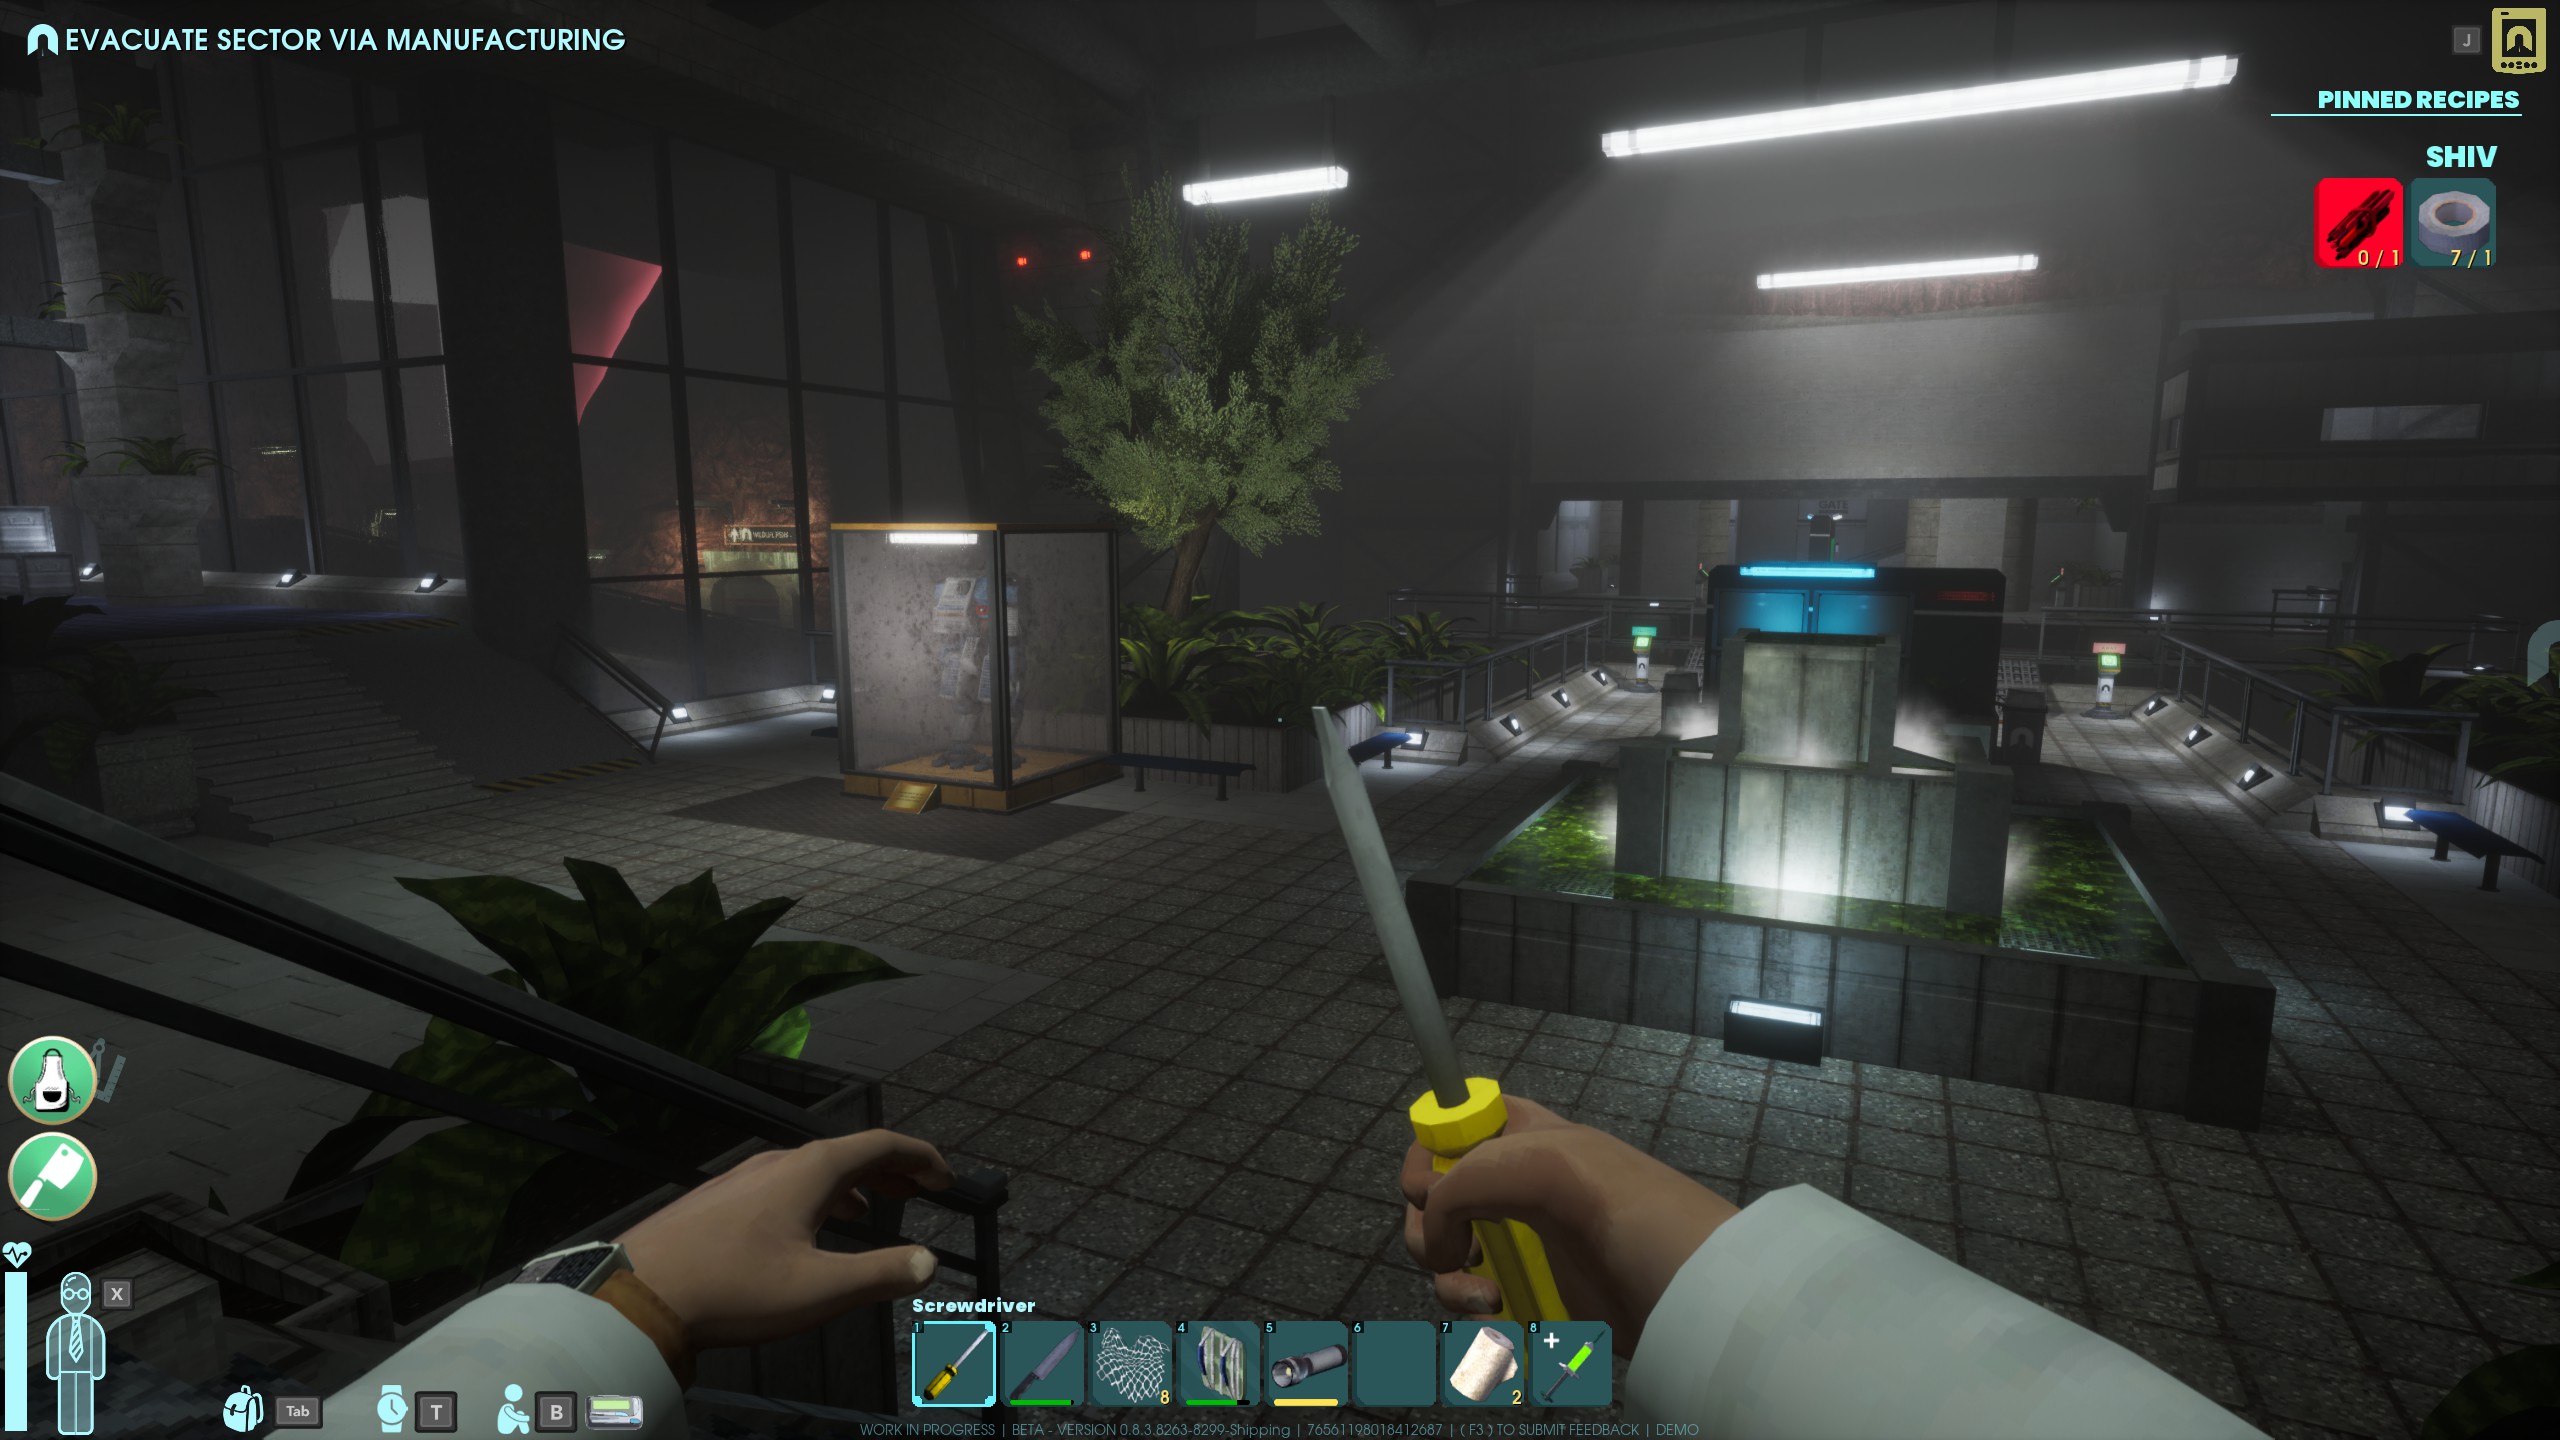 EVACUATE SECTOR VIA MANUFACTURING
J
PINNED RECIPES
SHIV
0 / 1
7 / 1
GATE
X
Tab
T
B
Screwdriver
1
2
3
8
4
5
6
7
2
8
WORK IN PROGRESS | BETA - VERSION 0.8.3.8263-8299-Shipping | 76561198018412687 | ( F3 ) TO SUBMIT FEEDBACK | DEMO